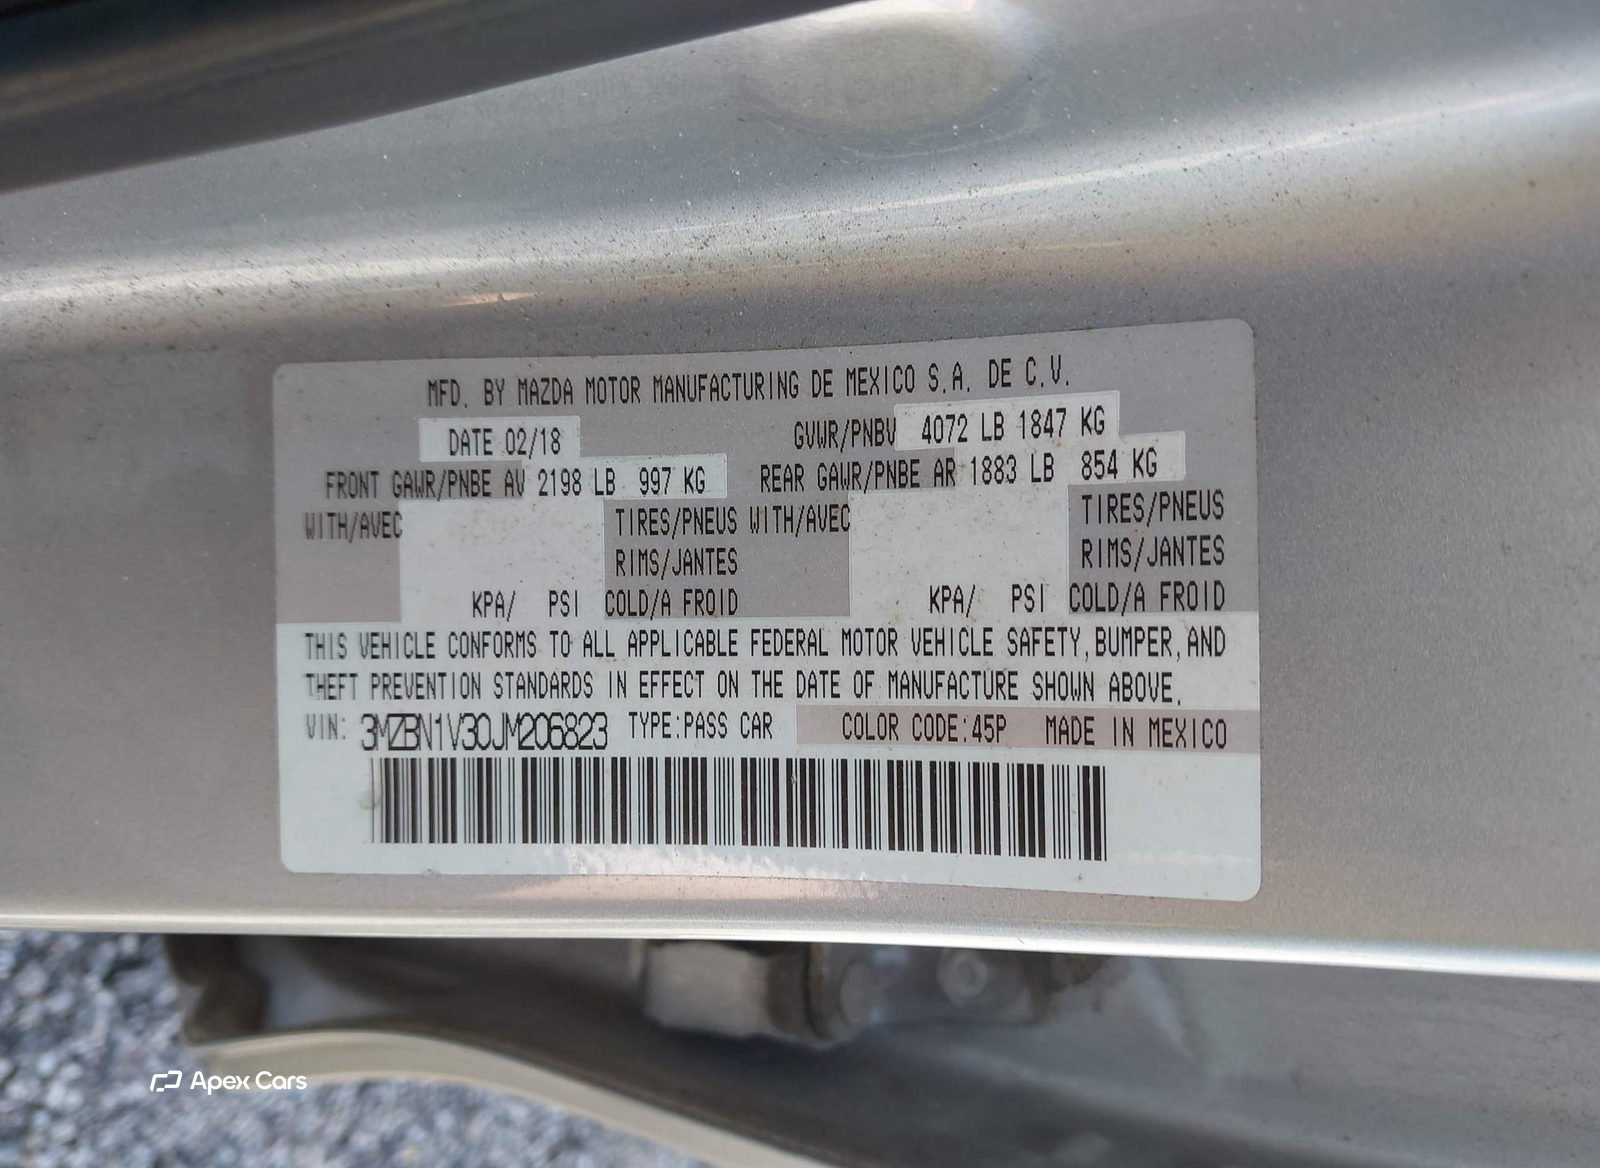 MFD. BY MAZDA MOTOR MANUFACTURING DE MEXICO S.A. DE C.V.
DATE 02/18 GVWR/PNBV 4072 LB 1847 KG
FRONT GAWR/PNBE AV 2198 LB 997 KG REAR GAWR/PNBE AR 1883 LB 854 KG
WITH/AVEC TIRES/PNEUS WITH/AVEC TIRES/PNEUS
RIMS/JANTES RIMS/JANTES
KPA/ PSI COLD/A FROID KPA/ PSI COLD/A FROID
THIS VEHICLE CONFORMS TO ALL APPLICABLE FEDERAL MOTOR VEHICLE SAFETY, BUMPER, AND
THEFT PREVENTION STANDARDS IN EFFECT ON THE DATE OF MANUFACTURE SHOWN ABOVE.
VIN: 3MZBN1V30JM206823 TYPE:PASS CAR COLOR CODE:45P MADE IN MEXICO
Apex Cars